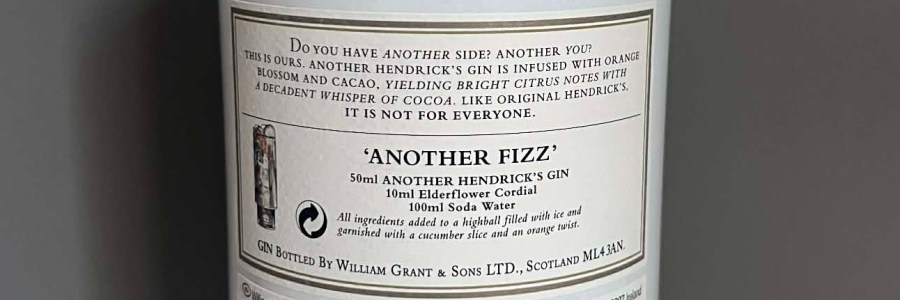 DO YOU HAVE ANOTHER SIDE? ANOTHER YOU?
THIS IS OURS. ANOTHER HENDRICK'S GIN IS INFUSED WITH ORANGE
BLOSSOM AND CACAO, YIELDING BRIGHT CITRUS NOTES WITH
A DECADENT WHISPER OF COCOA. LIKE ORIGINAL HENDRICK'S,
IT IS NOT FOR EVERYONE.
'ANOTHER FIZZ'
50ml ANOTHER HENDRICK'S GIN
10ml Elderflower Cordial
100ml Soda Water
All ingredients added to a highball filled with ice and
garnished with a cucumber slice and an orange twist.
GIN BOTTLED BY WILLIAM GRANT & SONS LTD., SCOTLAND ML43AN.